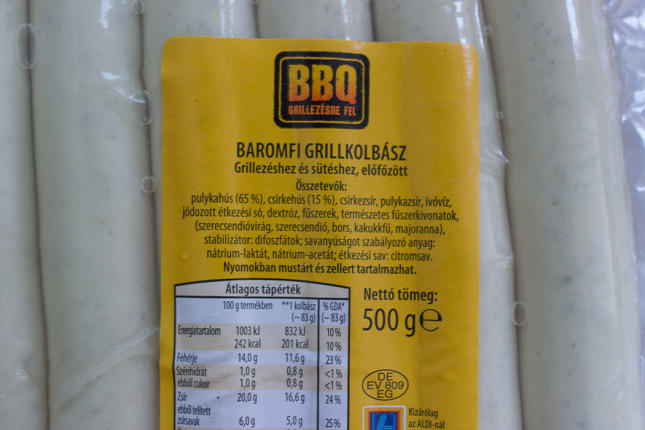 BBQ
GRILLEZÉSRE FEL
BAROMFI GRILLKOLBÁSZ
Grillezéshez és sütéshez, előfőzött
Összetevők:
pulykahús (65 %), csirkehús (15 %), csirkezsír, pulykazsír, ivóvíz,
jódozott étkezési só, dextróz, fűszerek, természetes fűszerkivonatok,
(szerecsendióvirág, szerecsendió, bors, kakukkfű, majoranna),
stabilizátor: difoszfátok; savanyúságot szabályozó anyag:
nátrium-laktát, nátrium-acetát; étkezési sav: citromsav.
Nyomokban mustárt és zellert tartalmazhat.
Átlagos tápérték
100 g termékben **1 kolbász (~ 83 g) % GDA* (~ 83 g)
Energiatartalom 1003 kJ 832 kJ 10 %
242 kcal 201 kcal 10 %
Fehérje 14,0 g 11,6 g 23 %
Szénhidrát 1,0 g 0,8 g <1 %
ebből cukor 1,0 g 0,8 g <1 %
Zsír 20,0 g 16,6 g 24 %
ebből telített
zsírsavak 6,0 g 5,0 g 25 %
Nettó tömeg:
500 g e
DE
EV 809
EG
Kizárólag
az ALDI-nál